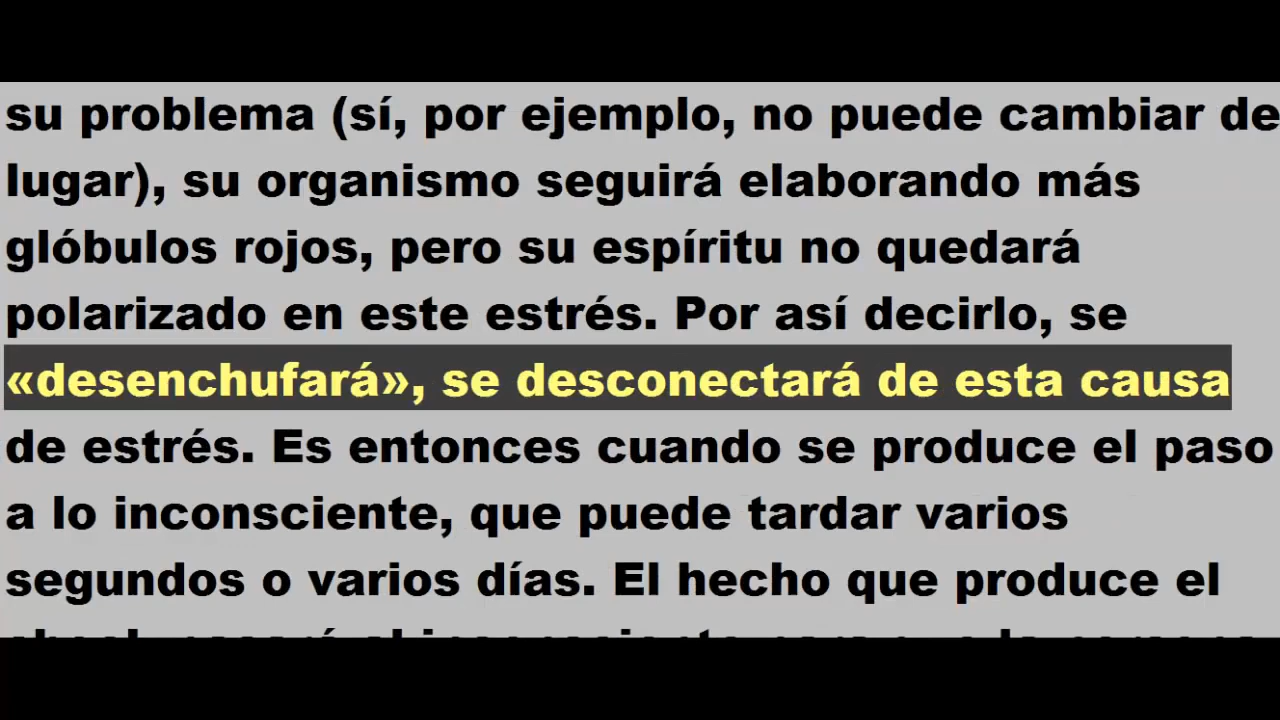 su problema (sí, por ejemplo, no puede cambiar de
lugar), su organismo seguirá elaborando más
glóbulos rojos, pero su espíritu no quedará
polarizado en este estrés. Por así decirlo, se
«desenchufará», se desconectará de esta causa
de estrés. Es entonces cuando se produce el paso
a lo inconsciente, que puede tardar varios
segundos o varios días. El hecho que produce el